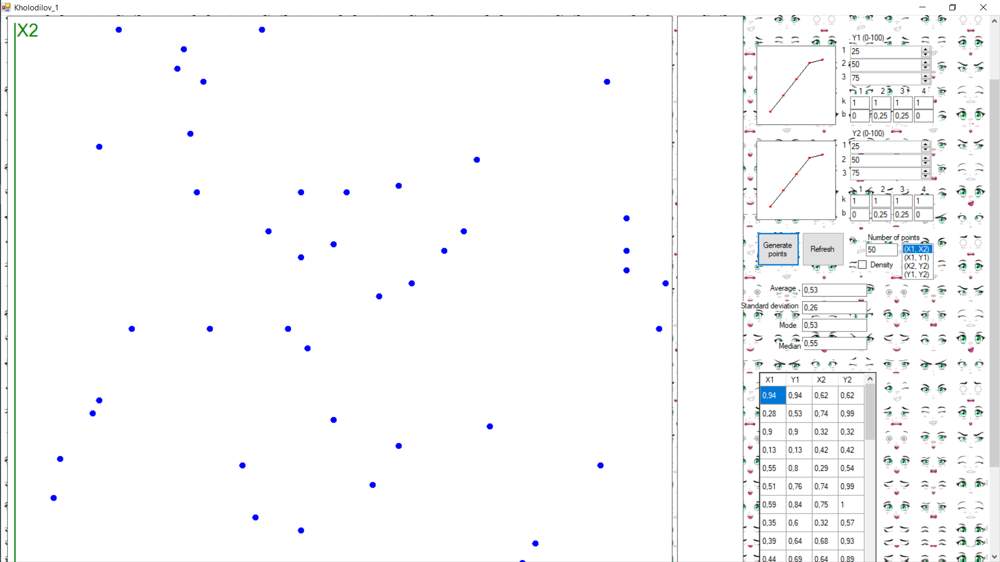 Kholodilov_1
X2
Y1 (0-100)
1 25
2 50
3 75
1 2 3 4
k 1 1 1 1
b 0 0,25 0,25 0
Y2 (0-100)
1 25
2 50
3 75
1 2 3 4
k 1 1 1 1
b 0 0,25 0,25 0
Generate points
Refresh
Number of points
50
Density
(X1, X2)
(X1, Y1)
(X2, Y2)
(Y1, Y2)
Average 0,53
Standard deviation 0,26
Mode 0,53
Median 0,55
X1 Y1 X2 Y2
0,94 0,94 0,62 0,62
0,28 0,53 0,74 0,99
0,9 0,9 0,32 0,32
0,13 0,13 0,42 0,42
0,55 0,8 0,29 0,54
0,51 0,76 0,74 0,99
0,59 0,84 0,75 1
0,35 0,6 0,32 0,57
0,39 0,64 0,68 0,93
0,44 0,69 0,64 0,89